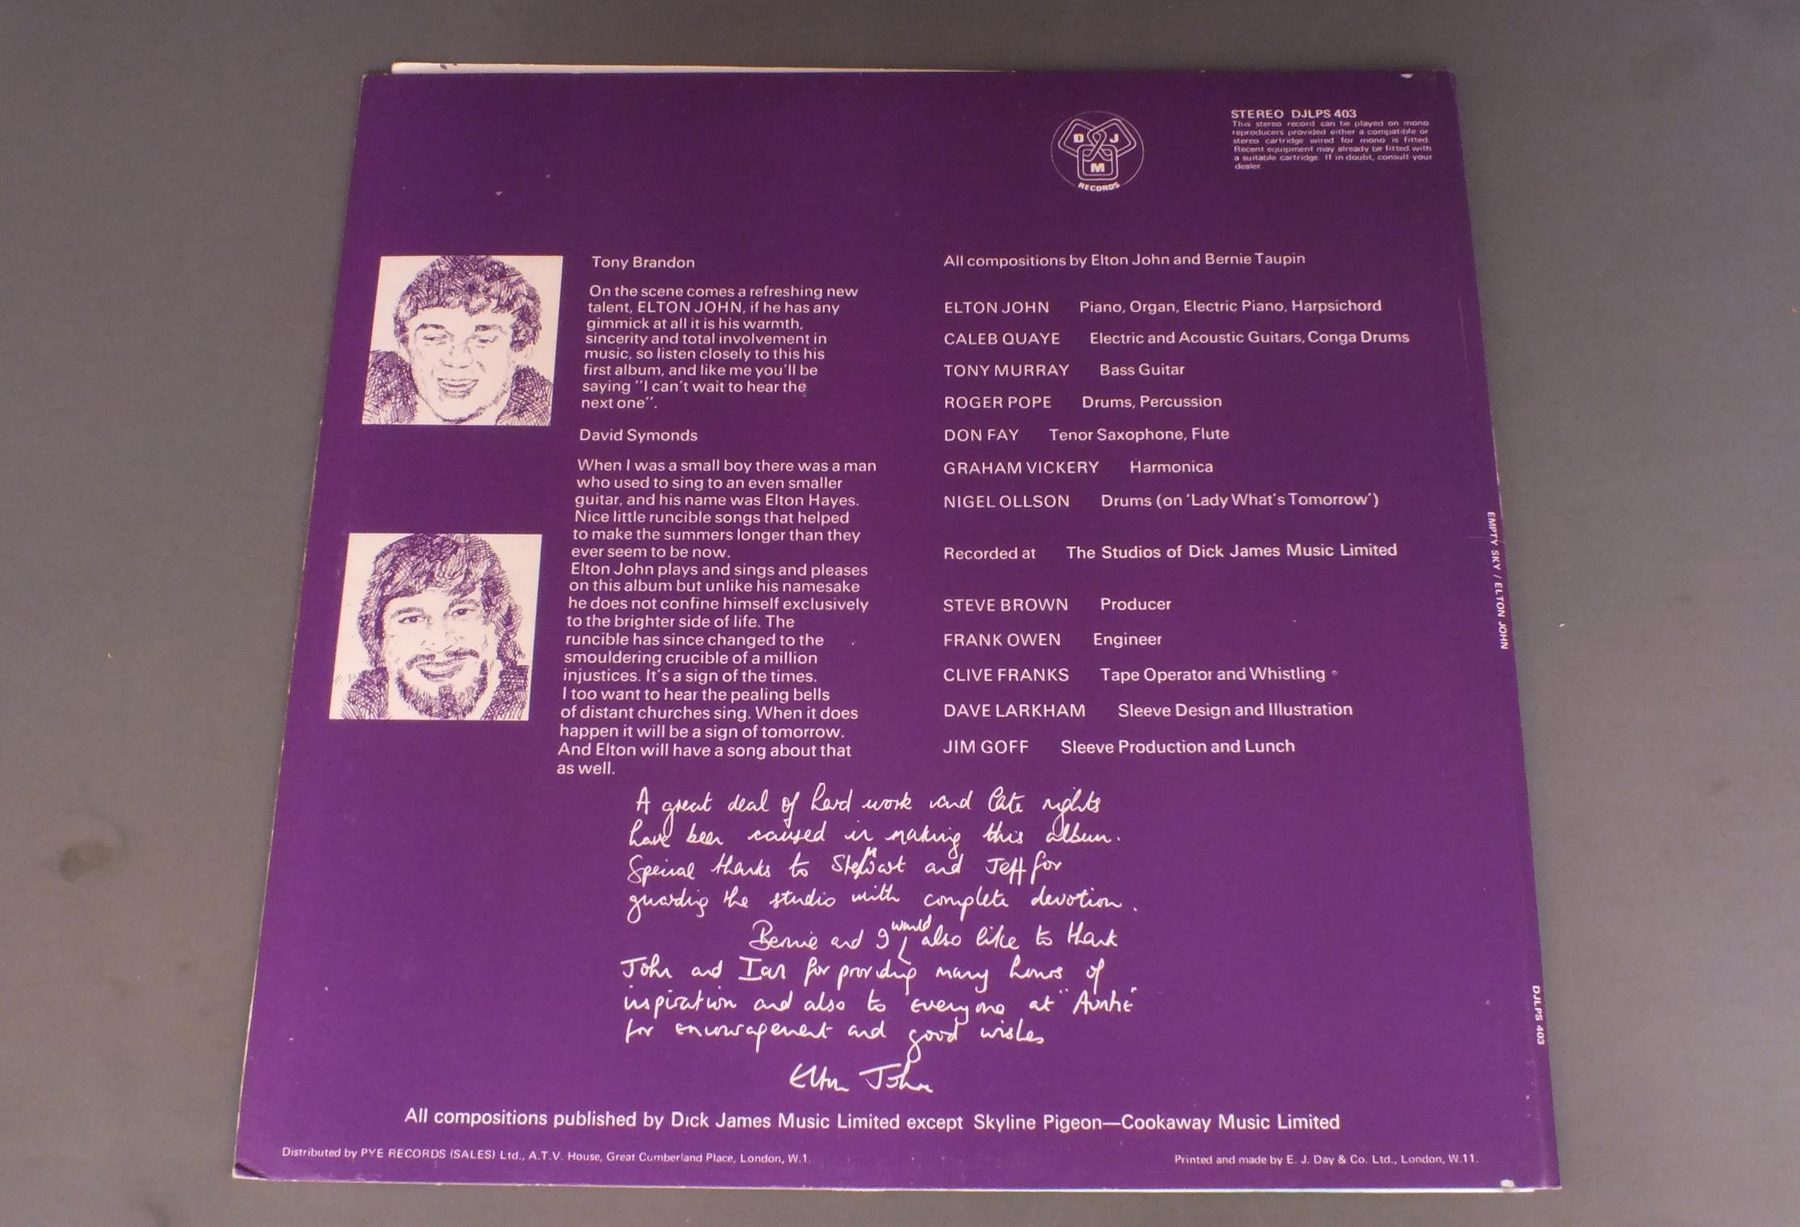 D J
M
RECORDS
STEREO DJLPS 403
This stereo record can be played on mono
reproducers provided either a compatible or
stereo cartridge wired for mono is fitted.
Recent equipment may already be fitted with
a suitable cartridge. If in doubt, consult your
dealer.
Tony Brandon
On the scene comes a refreshing new
talent, ELTON JOHN, if he has any
gimmick at all it is his warmth,
sincerity and total involvement in
music, so listen closely to this his
first album, and like me you'll be
saying "I can't wait to hear the
next one".
David Symonds
When I was a small boy there was a man
who used to sing to an even smaller
guitar, and his name was Elton Hayes.
Nice little runcible songs that helped
to make the summers longer than they
ever seem to be now.
Elton John plays and sings and pleases
on this album but unlike his namesake
he does not confine himself exclusively
to the brighter side of life. The
runcible has since changed to the
smouldering crucible of a million
injustices. It's a sign of the times.
I too want to hear the pealing bells
of distant churches sing. When it does
happen it will be a sign of tomorrow.
And Elton will have a song about that
as well.
All compositions by Elton John and Bernie Taupin
ELTON JOHN Piano, Organ, Electric Piano, Harpsichord
CALEB QUAYE Electric and Acoustic Guitars, Conga Drums
TONY MURRAY Bass Guitar
ROGER POPE Drums, Percussion
DON FAY Tenor Saxophone, Flute
GRAHAM VICKERY Harmonica
NIGEL OLLSON Drums (on 'Lady What's Tomorrow')
Recorded at The Studios of Dick James Music Limited
STEVE BROWN Producer
FRANK OWEN Engineer
CLIVE FRANKS Tape Operator and Whistling
DAVE LARKHAM Sleeve Design and Illustration
JIM GOFF Sleeve Production and Lunch
A great deal of hard work and late nights
have been caused in making this album.
Special thanks to Stewart and Jeff for
guarding the studio with complete devotion.
Bernie and I would also like to thank
John and Ian for providing many hours of
inspiration and also to everyone at "Auntie"
for encouragement and good wishes
Elton John
All compositions published by Dick James Music Limited except Skyline Pigeon—Cookaway Music Limited
Distributed by PYE RECORDS (SALES) Ltd., A.T.V. House, Great Cumberland Place, London, W.1.
Printed and made by E. J. Day & Co. Ltd., London, W.11.
EMPTY SKY / ELTON JOHN
DJLPS 403